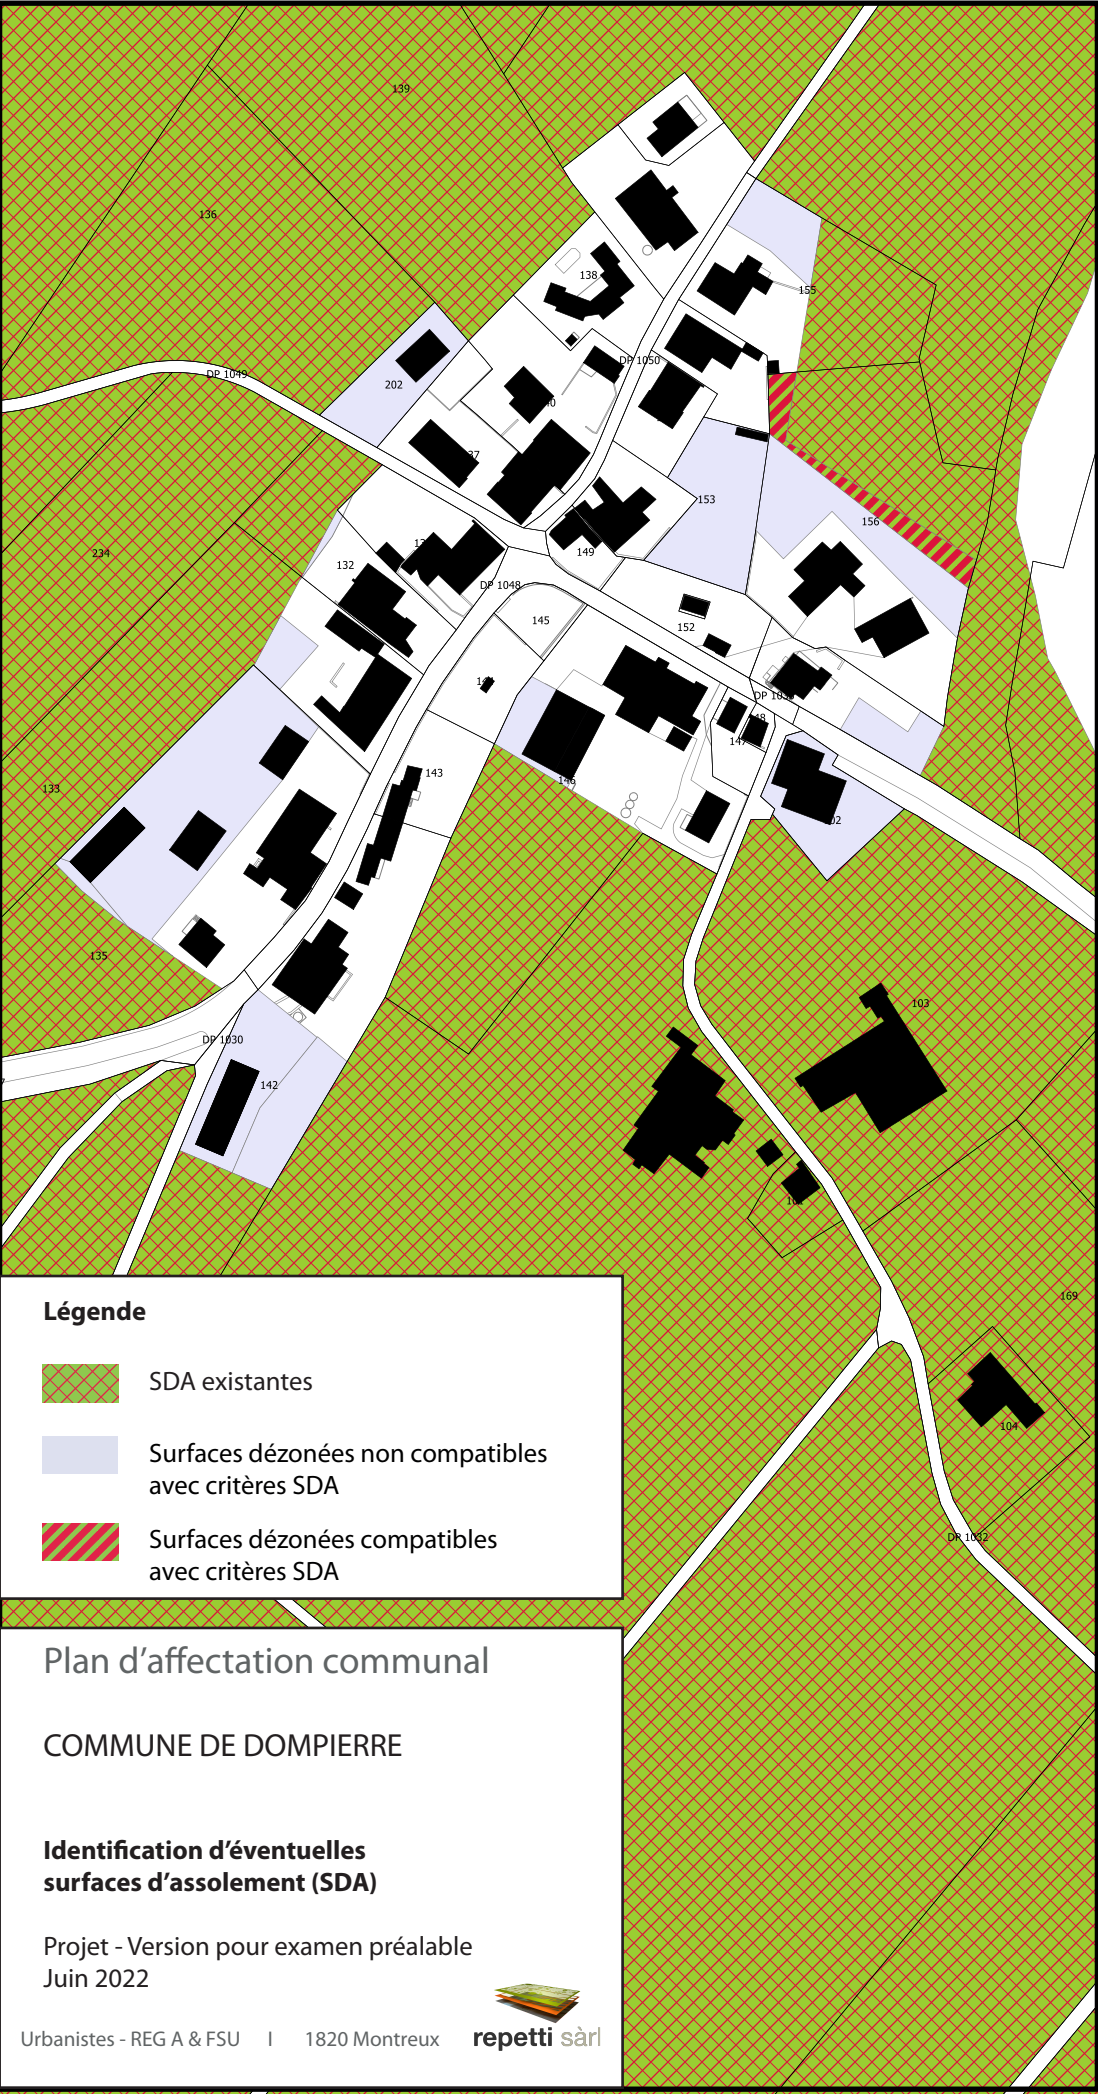 139
136
138
155
DP 1050
DP 1049
202
40
37
153
156
234
149
132
DP 1048
145
152
143
147
146
133
135
103
DP 1030
142
169
104
DP 1032
Légende
SDA existantes
Surfaces dézonées non compatibles
avec critères SDA
Surfaces dézonées compatibles
avec critères SDA
Plan d’affectation communal
COMMUNE DE DOMPIERRE
Identification d’éventuelles
surfaces d’assolement (SDA)
Projet - Version pour examen préalable
Juin 2022
Urbanistes - REG A & FSU I 1820 Montreux repetti sàrl